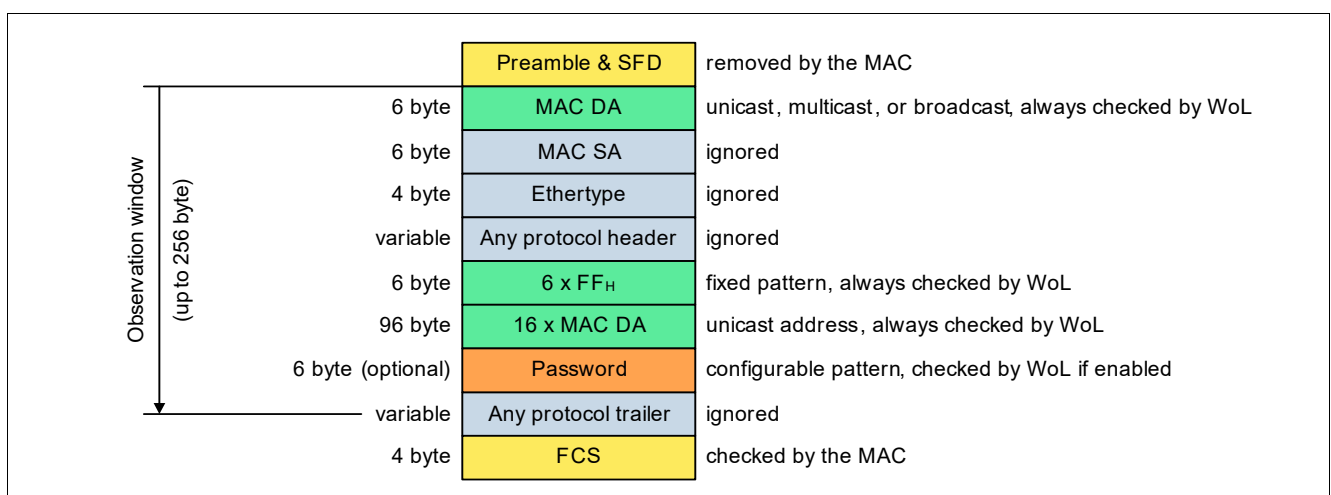 Preamble & SFD removed by the MAC
6 byte MAC DA unicast, multicast, or broadcast, always checked by WoL
6 byte MAC SA ignored
4 byte Ethertype ignored
variable Any protocol header ignored
6 byte 6 x FFH fixed pattern, always checked by WoL
96 byte 16 x MAC DA unicast address, always checked by WoL
6 byte (optional) Password configurable pattern, checked by WoL if enabled
variable Any protocol trailer ignored
4 byte FCS checked by the MAC
Observation window
(up to 256 byte)